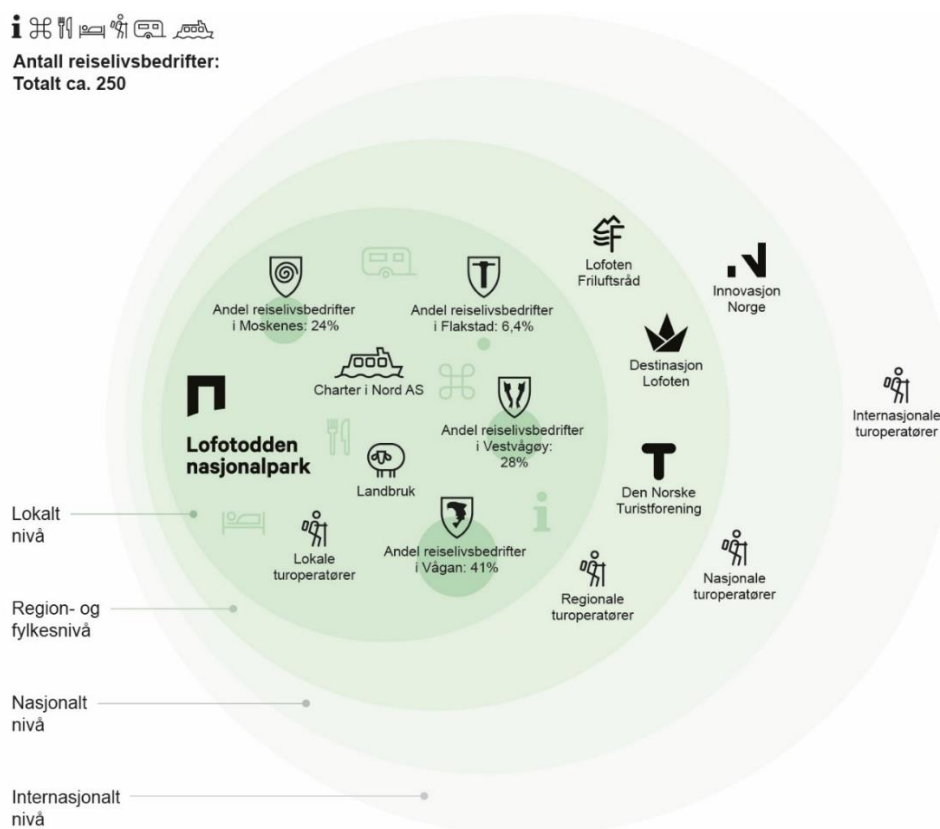 Antall reiselivsbedrifter:
Totalt ca. 250
Lofoten
Friluftsråd
Innovasjon
Norge
Andel reiselivsbedrifter
i Moskenes: 24%
Andel reiselivsbedrifter
i Flakstad: 6,4%
Destinasjon
Lofoten
Charter i Nord AS
Internasjonale
turoperatører
Lofotodden
nasjonalpark
Andel reiselivsbedrifter
i Vestvågøy:
28%
Landbruk
Den Norske
Turistforening
Lokalt
nivå
Lokale
turoperatører
Andel reiselivsbedrifter
i Vågan: 41%
Regionale
turoperatører
Nasjonale
turoperatører
Region- og
fylkesnivå
Nasjonalt
nivå
Internasjonalt
nivå